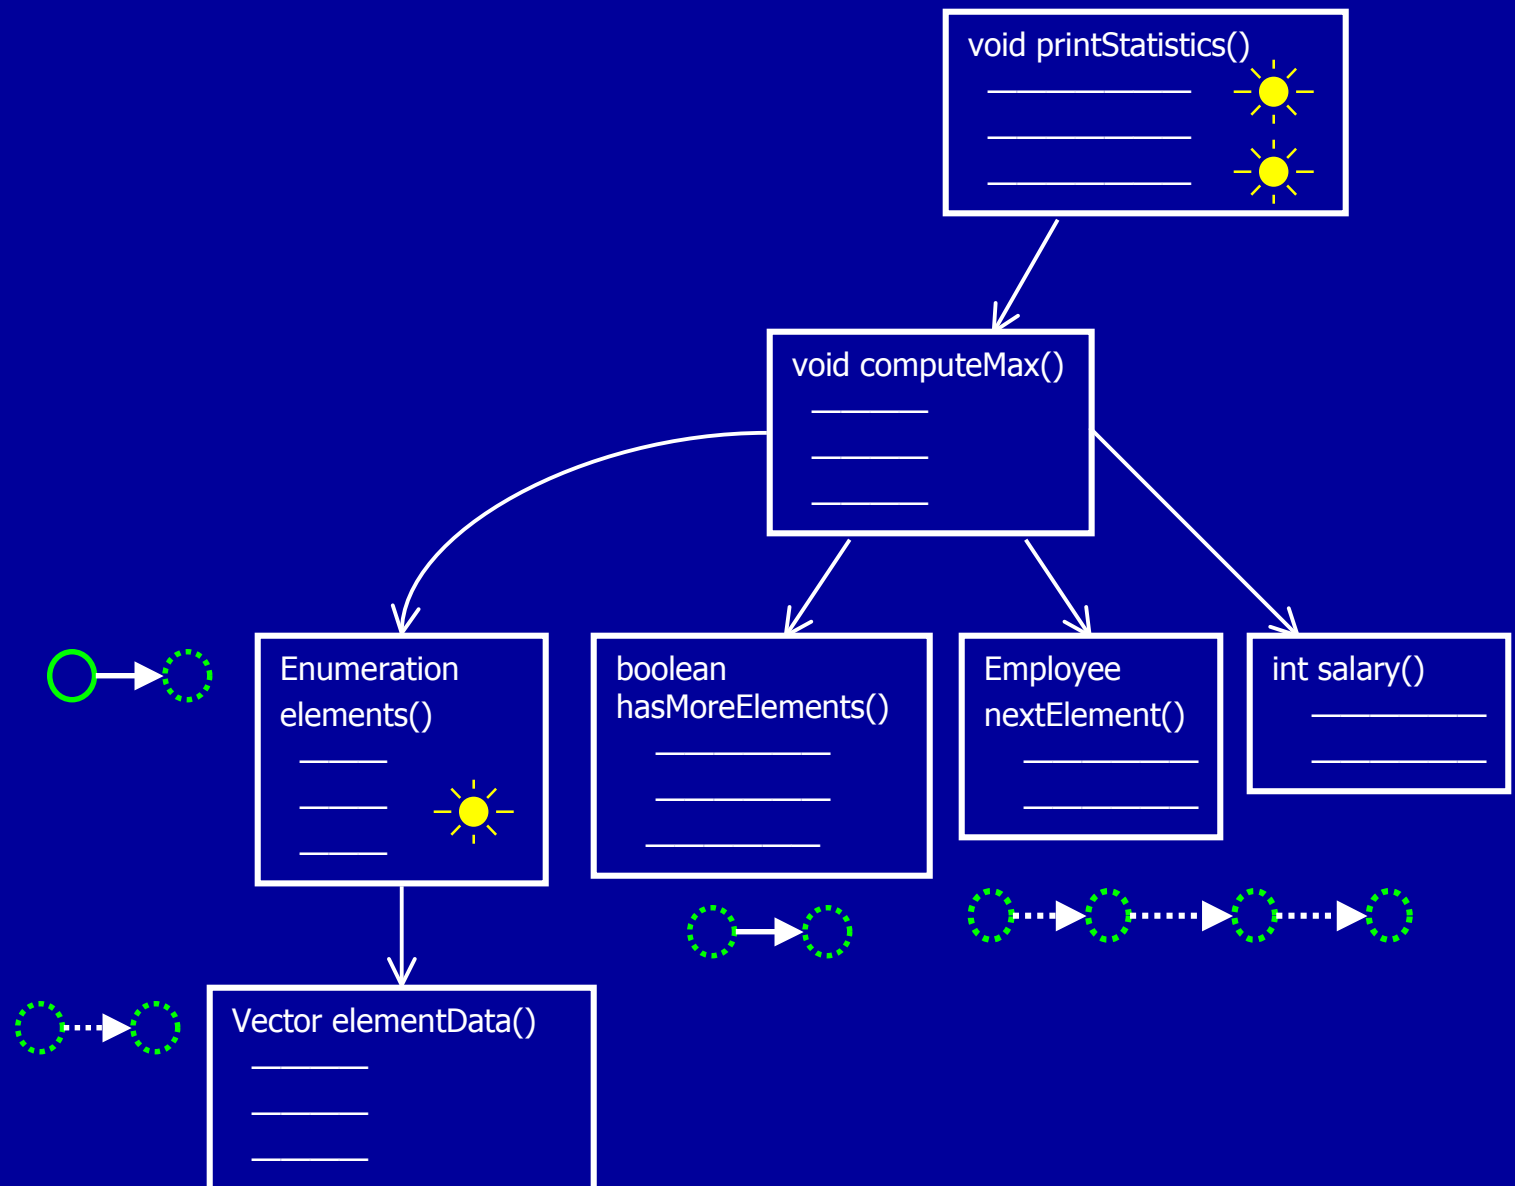 void printStatistics()
void computeMax()
Enumeration
elements()
boolean
hasMoreElements()
Employee
nextElement()
int salary()
Vector elementData()